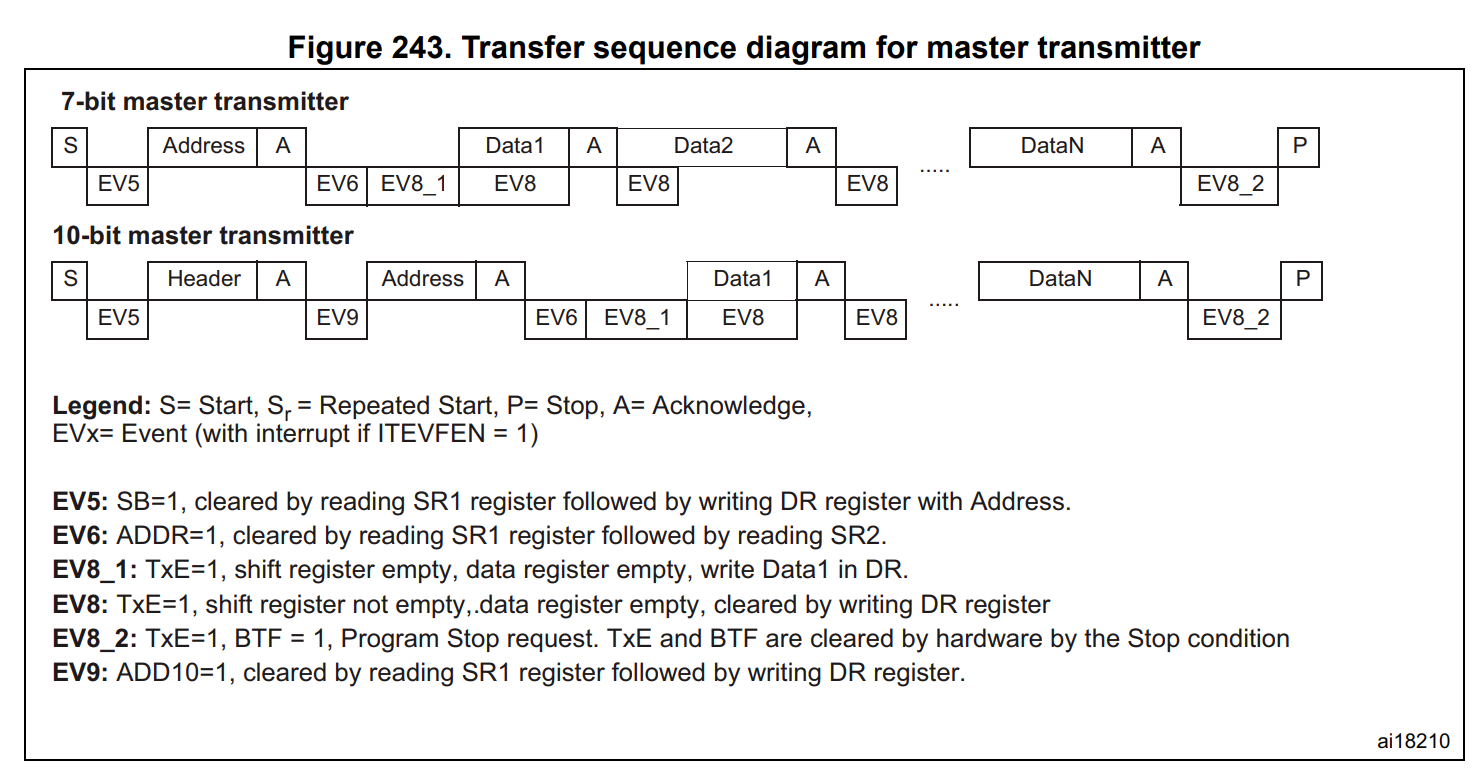 Figure 243. Transfer sequence diagram for master transmitter
7-bit master transmitter
S Address A Data1 A Data2 A ..... DataN A P
EV5 EV6 EV8_1 EV8 EV8 EV8 EV8_2
10-bit master transmitter
S Header A Address A Data1 A ..... DataN A P
EV5 EV9 EV6 EV8_1 EV8 EV8 EV8_2
Legend: S= Start, Sr = Repeated Start, P= Stop, A= Acknowledge,
EVx= Event (with interrupt if ITEVFEN = 1)
EV5: SB=1, cleared by reading SR1 register followed by writing DR register with Address.
EV6: ADDR=1, cleared by reading SR1 register followed by reading SR2.
EV8_1: TxE=1, shift register empty, data register empty, write Data1 in DR.
EV8: TxE=1, shift register not empty,.data register empty, cleared by writing DR register
EV8_2: TxE=1, BTF = 1, Program Stop request. TxE and BTF are cleared by hardware by the Stop condition
EV9: ADD10=1, cleared by reading SR1 register followed by writing DR register.
ai18210